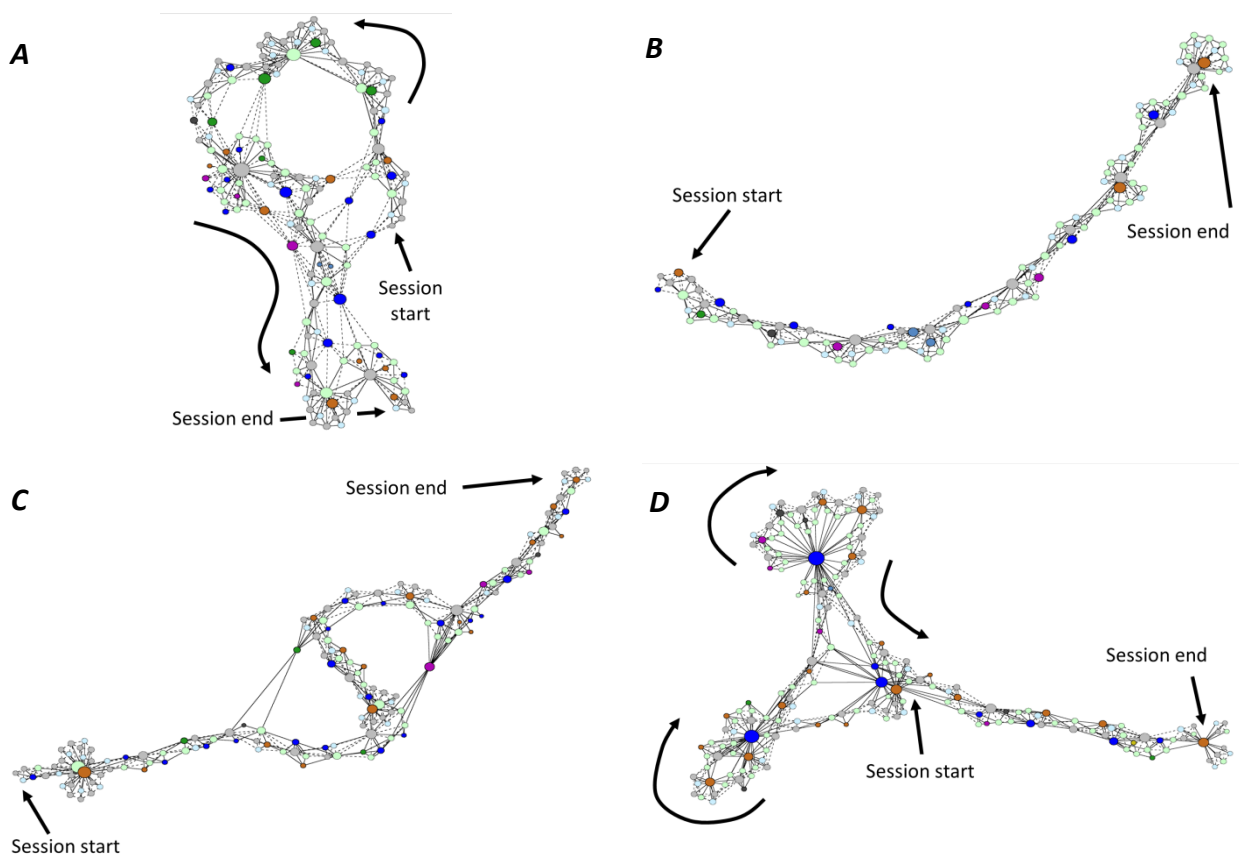 A
Session
start
Session end
B
Session start
Session end
C
Session end
Session start
D
Session end
Session start